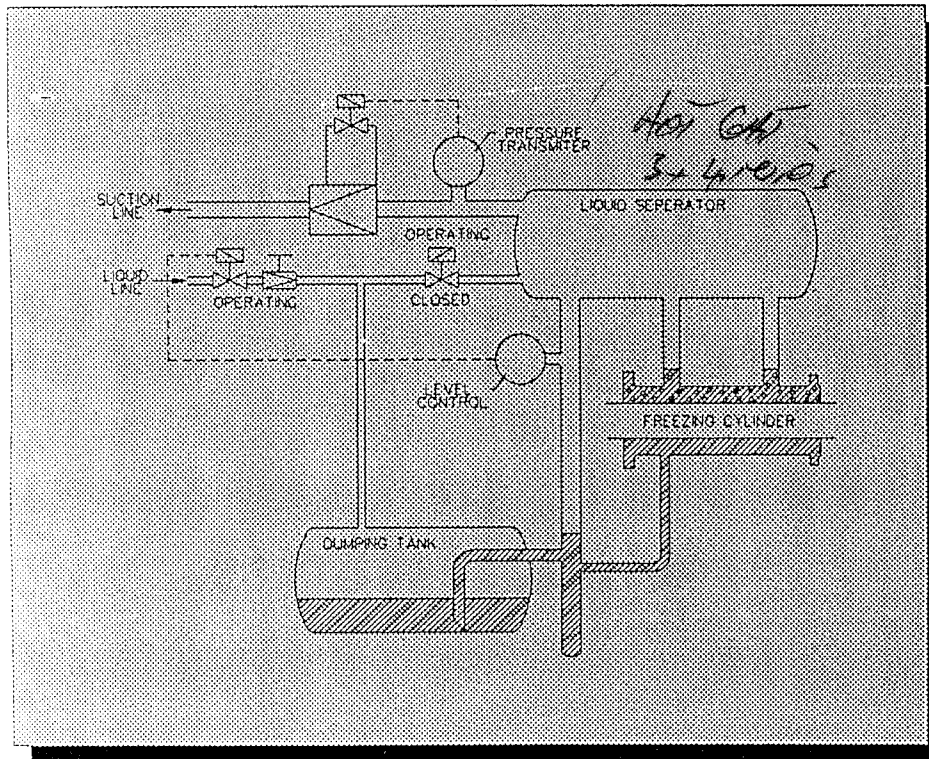 PRESSURE
TRANSMITER
HOT GAS
LIQUID SEPERATOR
SUCTION
LINE
OPERATING
LIQUID
LINE
OPERATING
CLOSED
LEVEL
CONTROL
FREEZING CYLINDER
DUMPING TANK